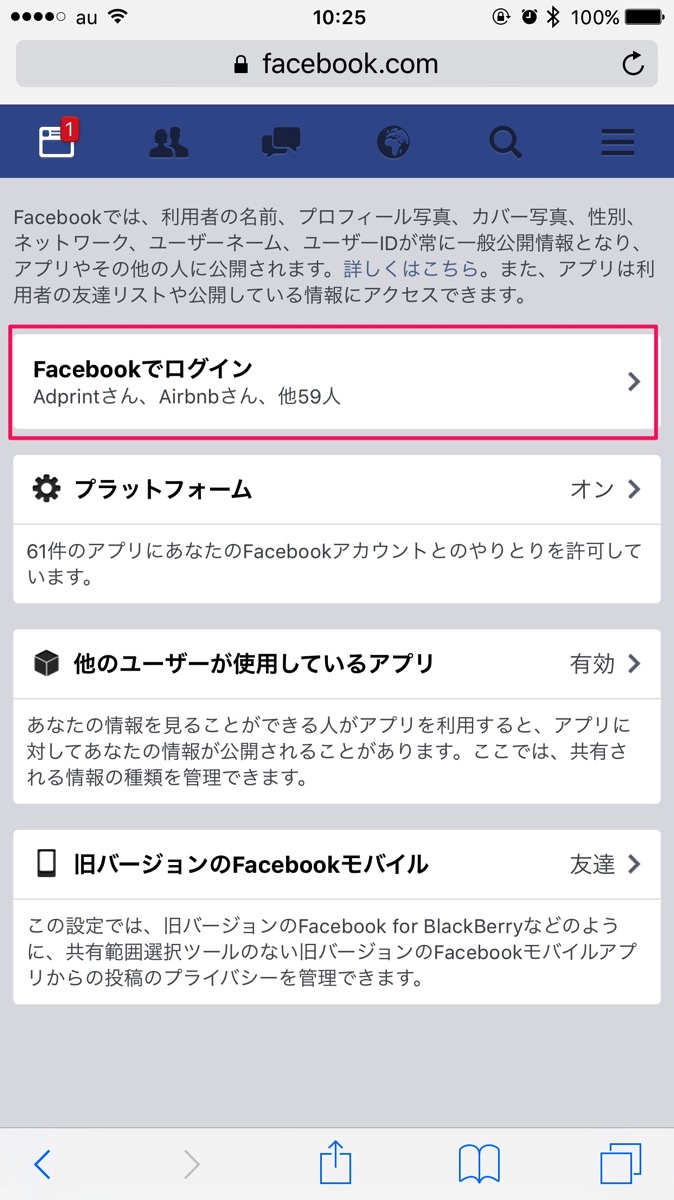 au 10:25 100%
facebook.com
1
Facebookでは、利用者の名前、プロフィール写真、カバー写真、性別、
ネットワーク、ユーザーネーム、ユーザーIDが常に一般公開情報となり、
アプリやその他の人に公開されます。詳しくはこちら。また、アプリは利
用者の友達リストや公開している情報にアクセスできます。
Facebookでログイン
Adprintさん、Airbnbさん、他59人
プラットフォーム オン
61件のアプリにあなたのFacebookアカウントとのやりとりを許可して
います。
他のユーザーが使用しているアプリ 有効
あなたの情報を見ることができる人がアプリを利用すると、アプリに
対してあなたの情報が公開されることがあります。ここでは、共有さ
れる情報の種類を管理できます。
旧バージョンのFacebookモバイル 友達
この設定では、旧バージョンのFacebook for BlackBerryなどのよう
に、共有範囲選択ツールのない旧バージョンのFacebookモバイルアプ
リからの投稿のプライバシーを管理できます。